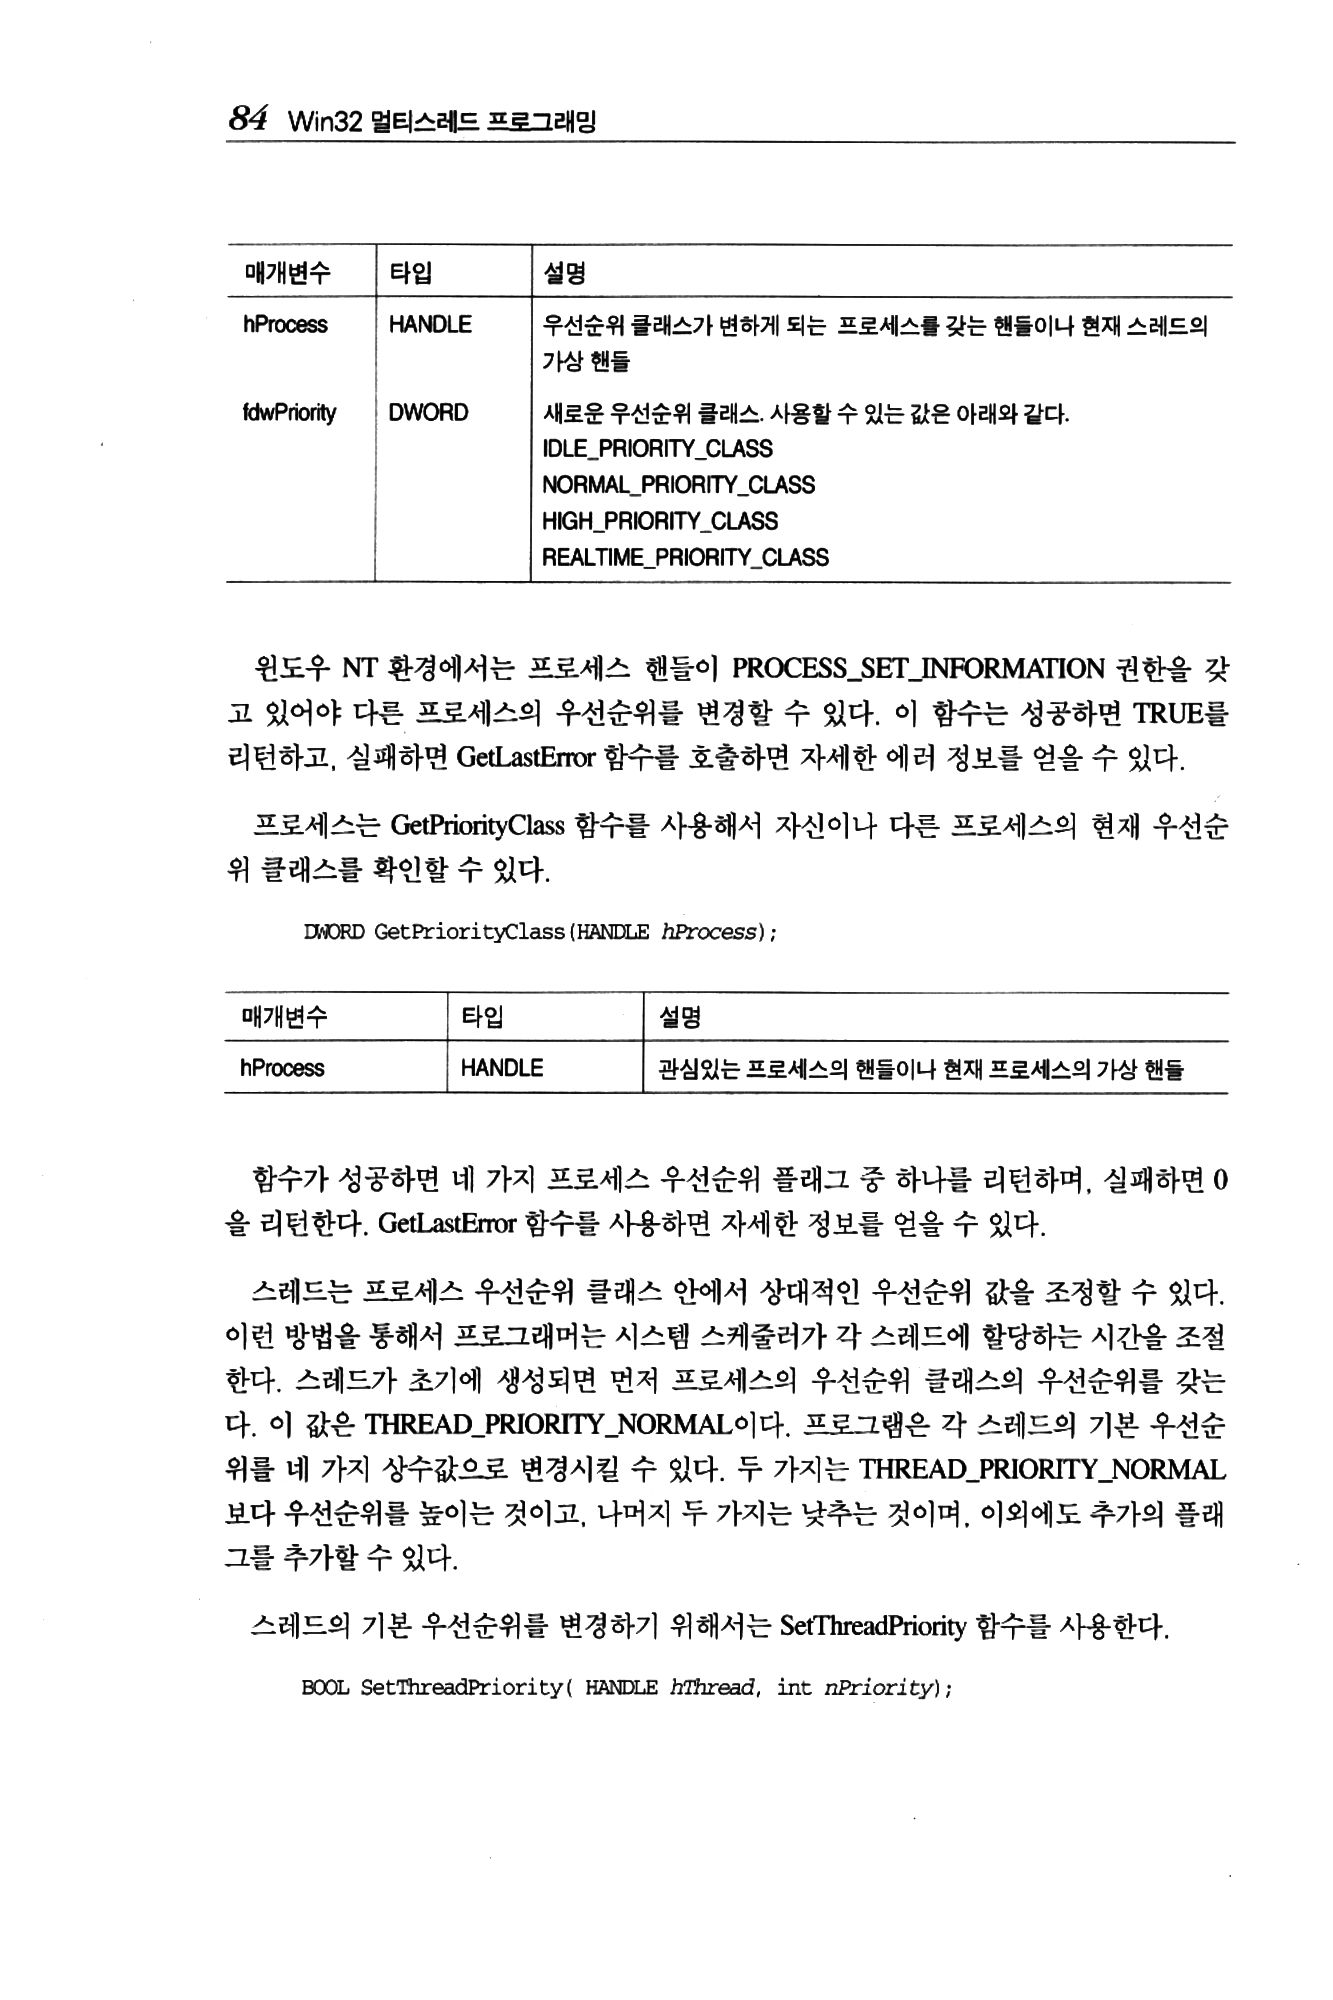 84 Win32 멀티스레드 프로그래밍
매개변수 타입 설명
hProcess HANDLE 우선순위 클래스가 변하게 되는 프로세스를 갖는 핸들이나 현재 스레드의
가상 핸들
fdwPriority DWORD 새로운 우선순위 클래스. 사용할 수 있는 값은 아래와 같다.
IDLE_PRIORITY_CLASS
NORMAL_PRIORITY_CLASS
HIGH_PRIORITY_CLASS
REALTIME_PRIORITY_CLASS
윈도우 NT 환경에서는 프로세스 핸들이 PROCESS_SET_INFORMATION 권한을 갖
고 있어야 다른 프로세스의 우선순위를 변경할 수 있다. 이 함수는 성공하면 TRUE를
리턴하고, 실패하면 GetLastError 함수를 호출하면 자세한 에러 정보를 얻을 수 있다.
프로세스는 GetPriorityClass 함수를 사용해서 자신이나 다른 프로세스의 현재 우선순
위 클래스를 확인할 수 있다.
DWORD GetPriorityClass(HANDLE hProcess);
매개변수 타입 설명
hProcess HANDLE 관심있는 프로세스의 핸들이나 현재 프로세스의 가상 핸들
함수가 성공하면 네 가지 프로세스 우선순위 플래그 중 하나를 리턴하며, 실패하면 0
을 리턴한다. GetLastError 함수를 사용하면 자세한 정보를 얻을 수 있다.
스레드는 프로세스 우선순위 클래스 안에서 상대적인 우선순위 값을 조정할 수 있다.
이런 방법을 통해서 프로그래머는 시스템 스케줄러가 각 스레드에 할당하는 시간을 조절
한다. 스레드가 초기에 생성되면 먼저 프로세스의 우선순위 클래스의 우선순위를 갖는
다. 이 값은 THREAD_PRIORITY_NORMAL이다. 프로그램은 각 스레드의 기본 우선순
위를 네 가지 상수값으로 변경시킬 수 있다. 두 가지는 THREAD_PRIORITY_NORMAL
보다 우선순위를 높이는 것이고, 나머지 두 가지는 낮추는 것이며, 이외에도 추가의 플래
그를 추가할 수 있다.
스레드의 기본 우선순위를 변경하기 위해서는 SetThreadPriority 함수를 사용한다.
BOOL SetThreadPriority( HANDLE hThread, int nPriority);